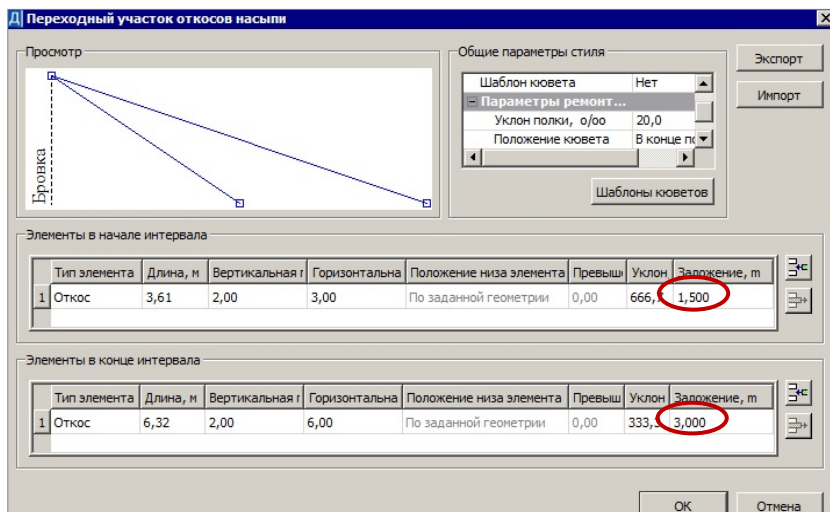 Переходный участок откосов насыпи
Просмотр
Бровка
Общие параметры стиля
Шаблон кювета Нет
Параметры ремонт...
Уклон полки, о/оо 20,0
Положение кювета В конце по
Шаблоны кюветов
Экспорт
Импорт
Элементы в начале интервала
Тип элемента Длина, м Вертикальная г Горизонтальна Положение низа элемента Превыш Уклон Заложение, m
1 Откос 3,61 2,00 3,00 По заданной геометрии 0,00 666,7 1,500
Элементы в конце интервала
Тип элемента Длина, м Вертикальная г Горизонтальна Положение низа элемента Превыш Уклон Заложение, m
1 Откос 6,32 2,00 6,00 По заданной геометрии 0,00 333,3 3,000
ОК Отмена